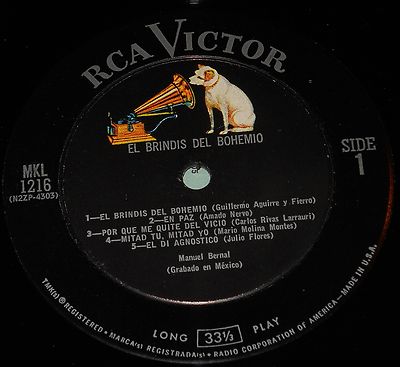 RCA VICTOR
EL BRINDIS DEL BOHEMIO
MKL
1216
(N2ZP-4303)
SIDE
1
1—EL BRINDIS DEL BOHEMIO (Guillermo Aguirre y Fierro)
2—EN PAZ (Amado Nervo)
3—POR QUE ME QUITE DEL VICIO (Carlos Rivas Larrauri)
4—MITAD TU, MITAD YO (Mario Molina Montes)
5—EL DI AGNOSTICO (Julio Flores)
Manuel Bernal
(Grabado en México)
LONG 33⅓ PLAY
TMK(s) ® REGISTERED • MARCA(s) REGISTRADA(s) • RADIO CORPORATION OF AMERICA—MADE IN U.S.A.